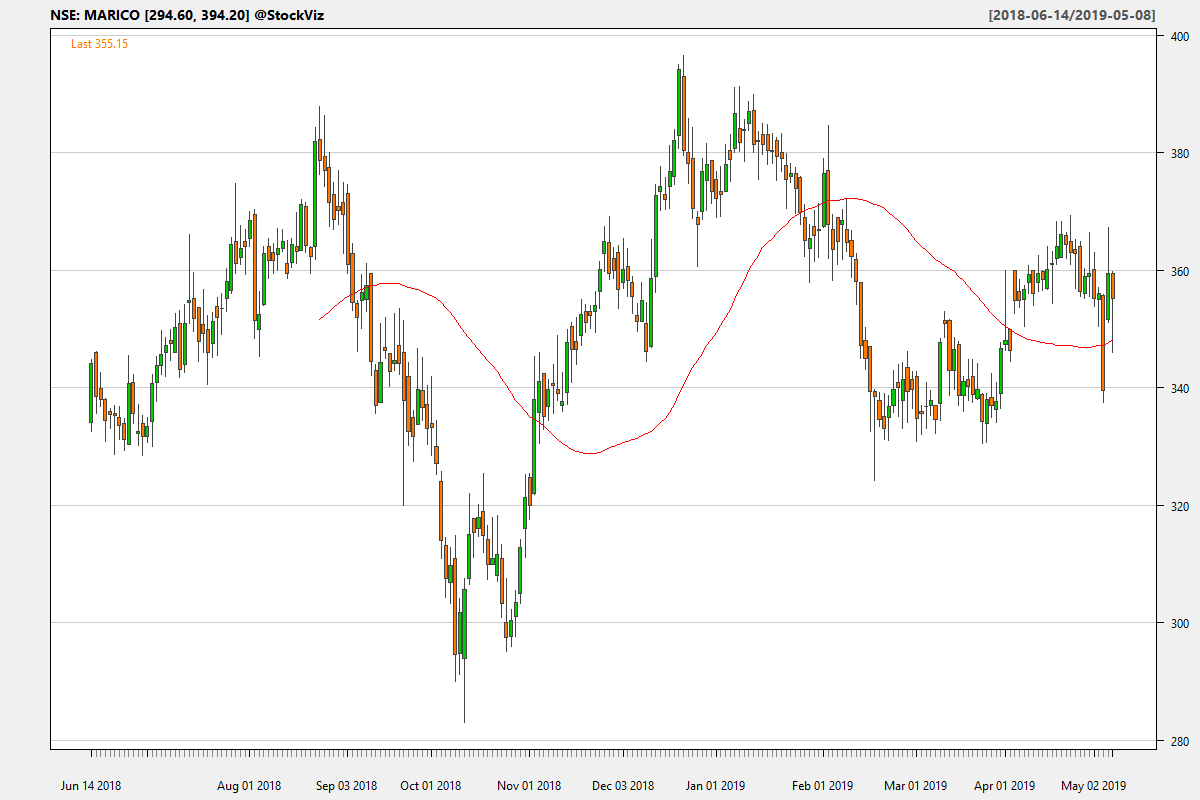 NSE: MARICO [294.60, 394.20] @StockViz [2018-06-14/2019-05-08]
Last 355.15
400
380
360
340
320
300
280
Jun 14 2018 Aug 01 2018 Sep 03 2018 Oct 01 2018 Nov 01 2018 Dec 03 2018 Jan 01 2019 Feb 01 2019 Mar 01 2019 Apr 01 2019 May 02 2019